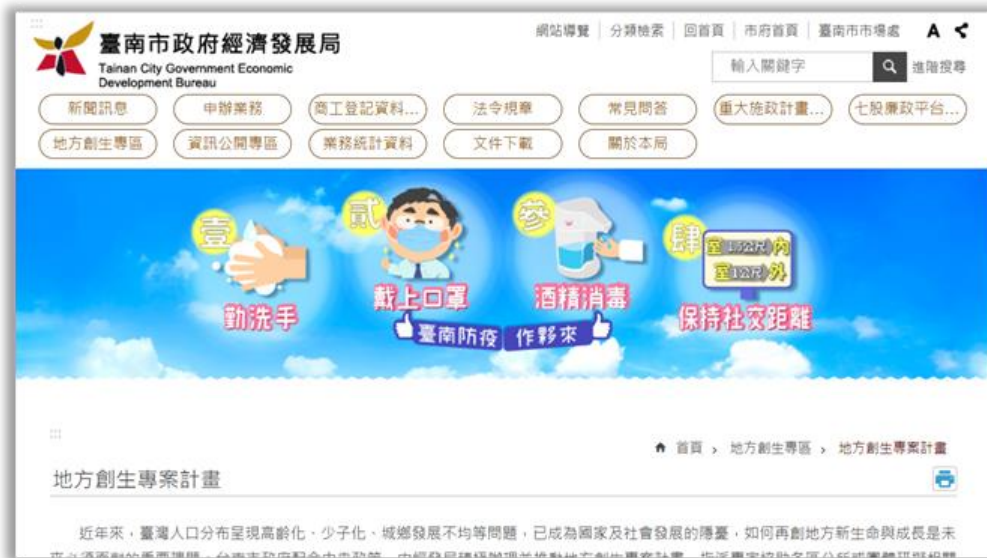 網站導覽 | 分類檢索 | 回首頁 | 市府首頁 | 臺南市市場處 A
臺南市政府經濟發展局
Tainan City Government Economic
Development Bureau
輸入關鍵字 進階搜尋
新聞訊息 申辦業務 商工登記資料... 法令規章 常見問答 重大施政計畫... 七股廉政平台...
地方創生專區 資訊公開專區 業務統計資料 文件下載 關於本局
壹 貳 參 肆
室(1.5公尺)內
室(1公尺)外
勤洗手 戴上口罩 酒精消毒 保持社交距離
臺南防疫 作夥來
首頁 › 地方創生專區 › 地方創生專案計畫
地方創生專案計畫
近年來，臺灣人口分布呈現高齡化、少子化、城鄉發展不均等問題，已成為國家及社會發展的隱憂，如何再創地方新生命與成長是未